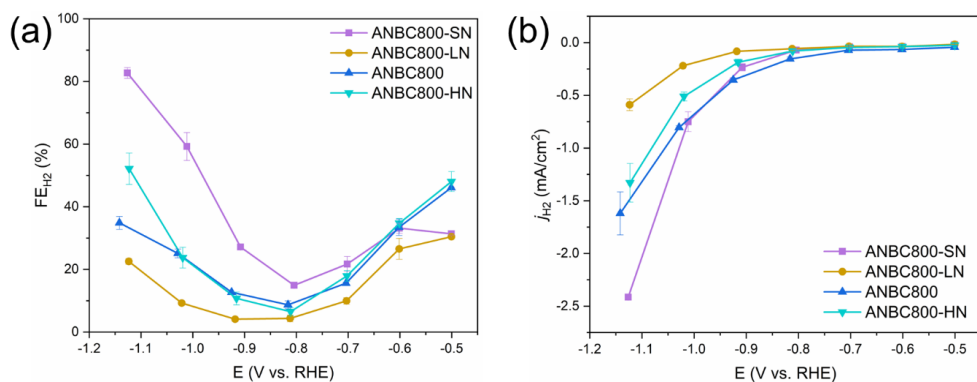 (a)
100
80
60
40
20
0
FE_H2 (%)
ANBC800-SN
ANBC800-LN
ANBC800
ANBC800-HN
-1.2 -1.1 -1.0 -0.9 -0.8 -0.7 -0.6 -0.5
E (V vs. RHE)
(b)
0.0
-0.5
-1.0
-1.5
-2.0
-2.5
j_H2 (mA/cm²)
ANBC800-SN
ANBC800-LN
ANBC800
ANBC800-HN
-1.2 -1.1 -1.0 -0.9 -0.8 -0.7 -0.6 -0.5
E (V vs. RHE)